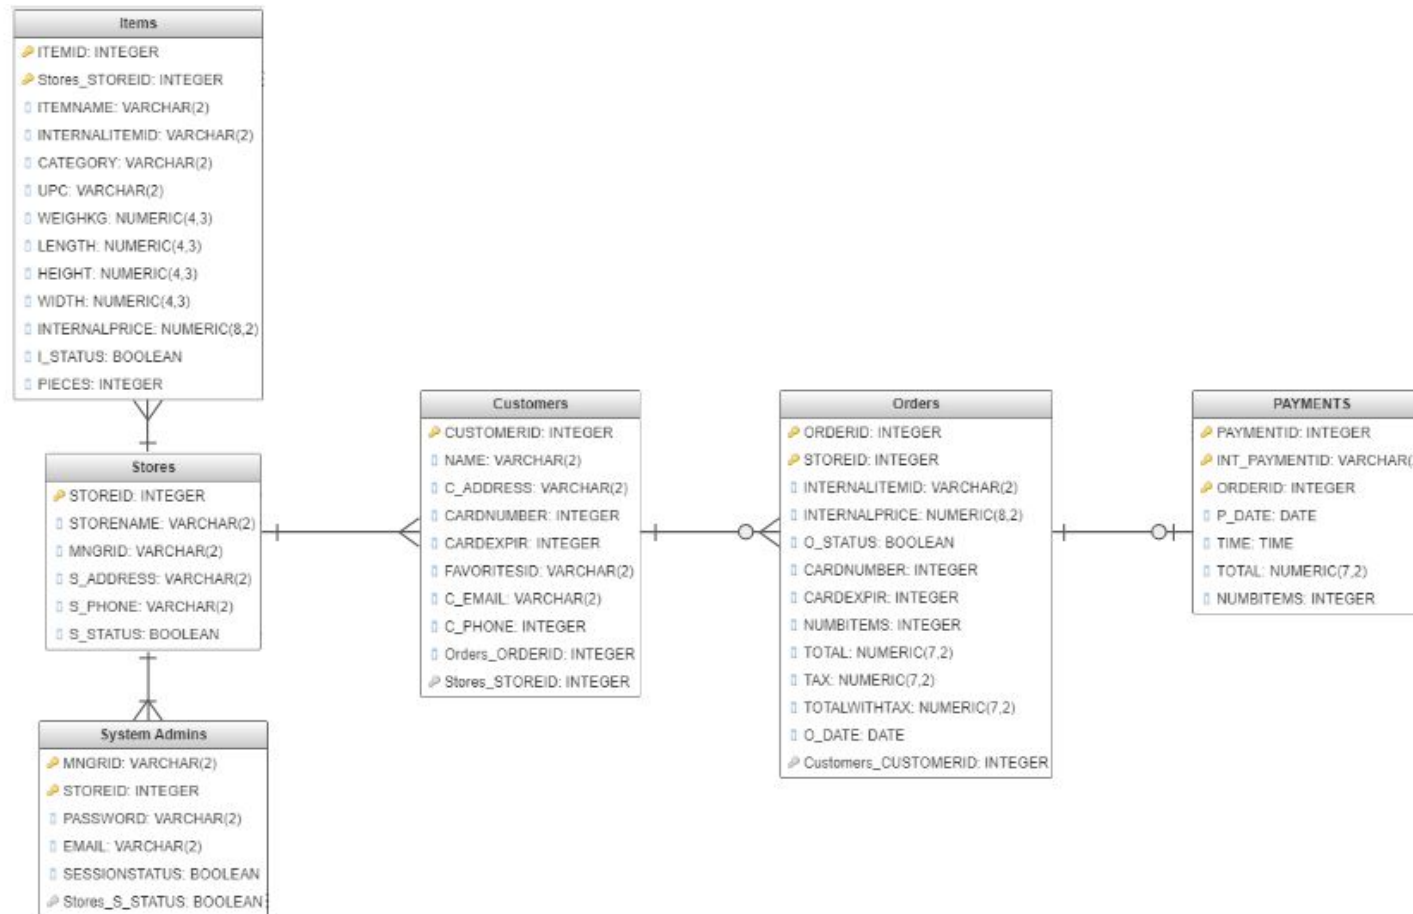 Items
ITEMID: INTEGER
Stores_STOREID: INTEGER
ITEMNAME: VARCHAR(2)
INTERNALITEMID: VARCHAR(2)
CATEGORY: VARCHAR(2)
UPC: VARCHAR(2)
WEIGHKG: NUMERIC(4,3)
LENGTH: NUMERIC(4,3)
HEIGHT: NUMERIC(4,3)
WIDTH: NUMERIC(4,3)
INTERNALPRICE: NUMERIC(8,2)
I_STATUS: BOOLEAN
PIECES: INTEGER
Stores
STOREID: INTEGER
STORENAME: VARCHAR(2)
MNGRID: VARCHAR(2)
S_ADDRESS: VARCHAR(2)
S_PHONE: VARCHAR(2)
S_STATUS: BOOLEAN
System Admins
MNGRID: VARCHAR(2)
STOREID: INTEGER
PASSWORD: VARCHAR(2)
EMAIL: VARCHAR(2)
SESSIONSTATUS: BOOLEAN
Stores_S_STATUS: BOOLEAN
Customers
CUSTOMERID: INTEGER
NAME: VARCHAR(2)
C_ADDRESS: VARCHAR(2)
CARDNUMBER: INTEGER
CARDEXPIR: INTEGER
FAVORITESID: VARCHAR(2)
C_EMAIL: VARCHAR(2)
C_PHONE: INTEGER
Orders_ORDERID: INTEGER
Stores_STOREID: INTEGER
Orders
ORDERID: INTEGER
STOREID: INTEGER
INTERNALITEMID: VARCHAR(2)
INTERNALPRICE: NUMERIC(8,2)
O_STATUS: BOOLEAN
CARDNUMBER: INTEGER
CARDEXPIR: INTEGER
NUMBITEMS: INTEGER
TOTAL: NUMERIC(7,2)
TAX: NUMERIC(7,2)
TOTALWITHTAX: NUMERIC(7,2)
O_DATE: DATE
Customers_CUSTOMERID: INTEGER
PAYMENTS
PAYMENTID: INTEGER
INT_PAYMENTID: VARCHAR(
ORDERID: INTEGER
P_DATE: DATE
TIME: TIME
TOTAL: NUMERIC(7,2)
NUMBITEMS: INTEGER